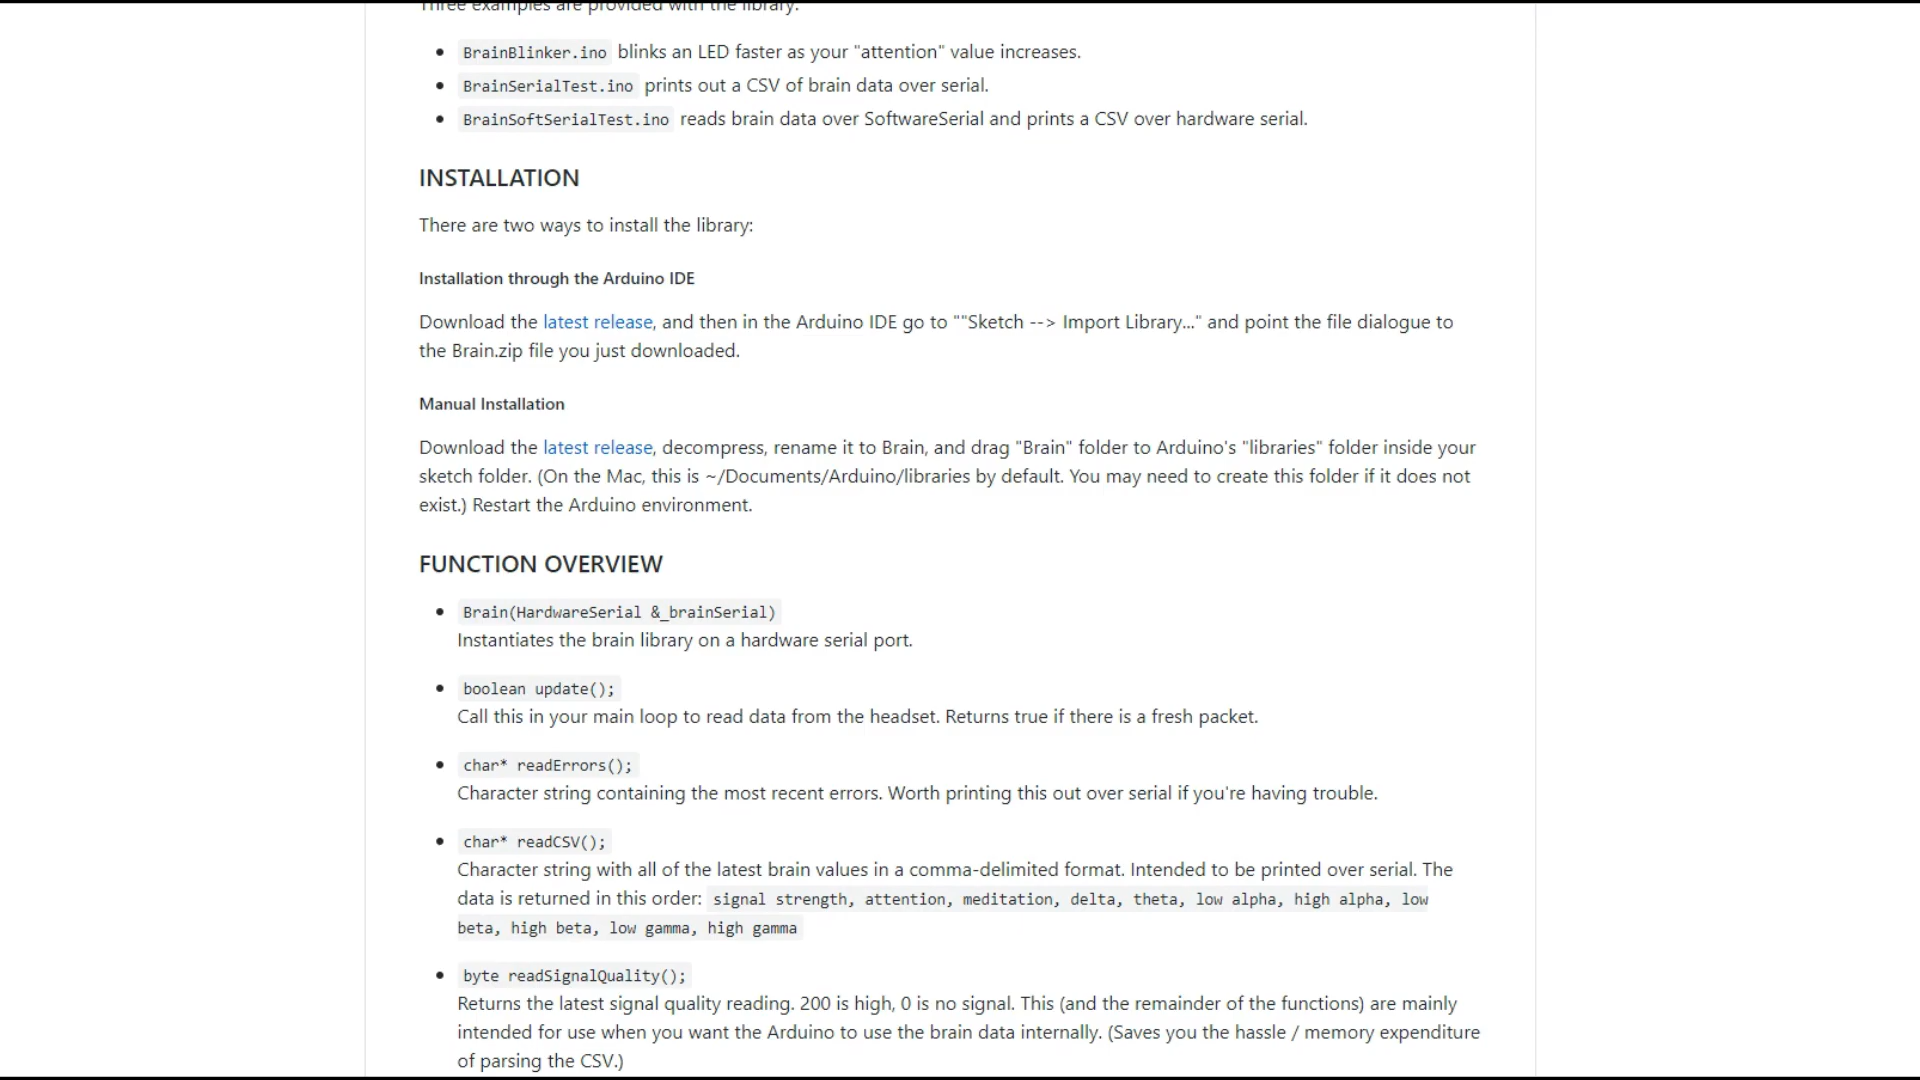 Three examples are provided with the library:
BrainBlinker.ino blinks an LED faster as your "attention" value increases.
BrainSerialTest.ino prints out a CSV of brain data over serial.
BrainSoftSerialTest.ino reads brain data over SoftwareSerial and prints a CSV over hardware serial.
INSTALLATION
There are two ways to install the library:
Installation through the Arduino IDE
Download the latest release, and then in the Arduino IDE go to ""Sketch --> Import Library..." and point the file dialogue to
the Brain.zip file you just downloaded.
Manual Installation
Download the latest release, decompress, rename it to Brain, and drag "Brain" folder to Arduino's "libraries" folder inside your
sketch folder. (On the Mac, this is ~/Documents/Arduino/libraries by default. You may need to create this folder if it does not
exist.) Restart the Arduino environment.
FUNCTION OVERVIEW
Brain(HardwareSerial &_brainSerial)
Instantiates the brain library on a hardware serial port.
boolean update();
Call this in your main loop to read data from the headset. Returns true if there is a fresh packet.
char* readErrors();
Character string containing the most recent errors. Worth printing this out over serial if you're having trouble.
char* readCSV();
Character string with all of the latest brain values in a comma-delimited format. Intended to be printed over serial. The
data is returned in this order: signal strength, attention, meditation, delta, theta, low alpha, high alpha, low
beta, high beta, low gamma, high gamma
byte readSignalQuality();
Returns the latest signal quality reading. 200 is high, 0 is no signal. This (and the remainder of the functions) are mainly
intended for use when you want the Arduino to use the brain data internally. (Saves you the hassle / memory expenditure
of parsing the CSV.)